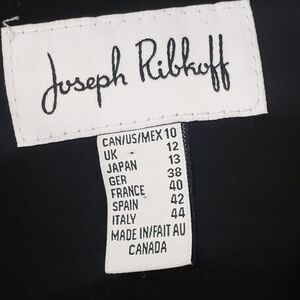 Joseph Ribkoff
CAN/US/MEX 10
UK 12
JAPAN 13
GER 38
FRANCE 40
SPAIN 42
ITALY 44
MADE IN/FAIT AU
CANADA